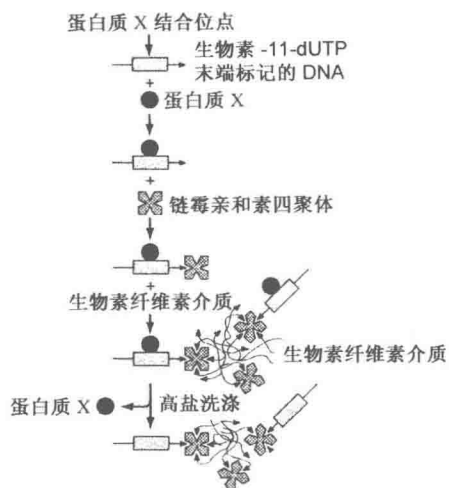 蛋白质 X 结合位点
生物素 -11-dUTP
末端标记的 DNA
+
蛋白质 X
+
链霉亲和素四聚体
+
生物素纤维素介质
生物素纤维素介质
蛋白质 X
高盐洗涤